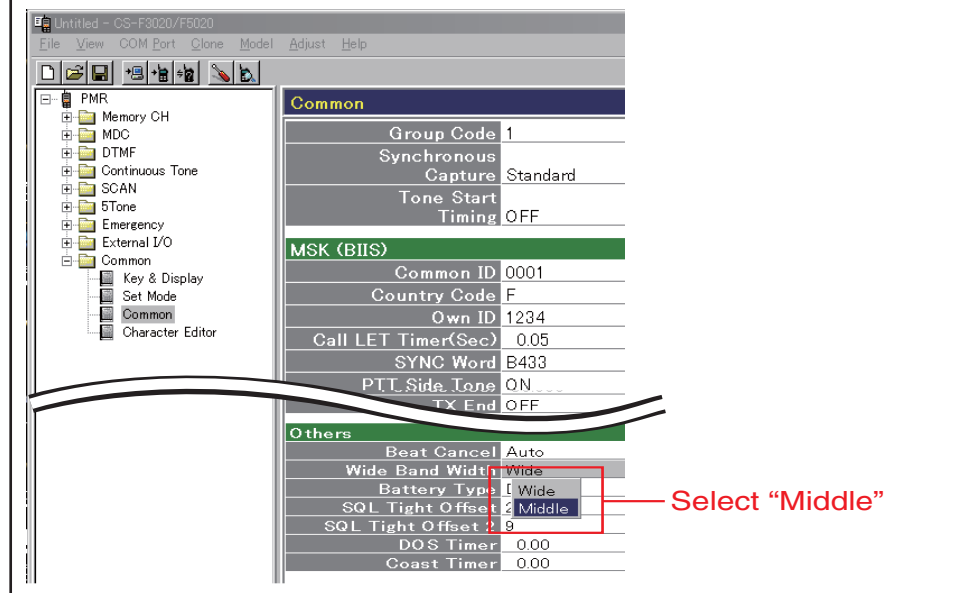 Untitled - CS-F3020/F5020
File View COM Port Clone Model Adjust Help
PMR
Memory CH
MDC
DTMF
Continuous Tone
SCAN
5Tone
Emergency
External I/O
Common
Key & Display
Set Mode
Common
Character Editor
Common
Group Code 1
Synchronous
Capture Standard
Tone Start
Timing OFF
MSK (BIIS)
Common ID 0001
Country Code F
Own ID 1234
Call LET Timer(Sec) 0.05
SYNC Word B433
PTT Side Tone ON
TX End OFF
Others
Beat Cancel Auto
Wide Band Width Wide
Battery Type
Wide
SQL Tight Offset 2
Middle
SQL Tight Offset 2 9
DOS Timer 0.00
Coast Timer 0.00
Select “Middle”